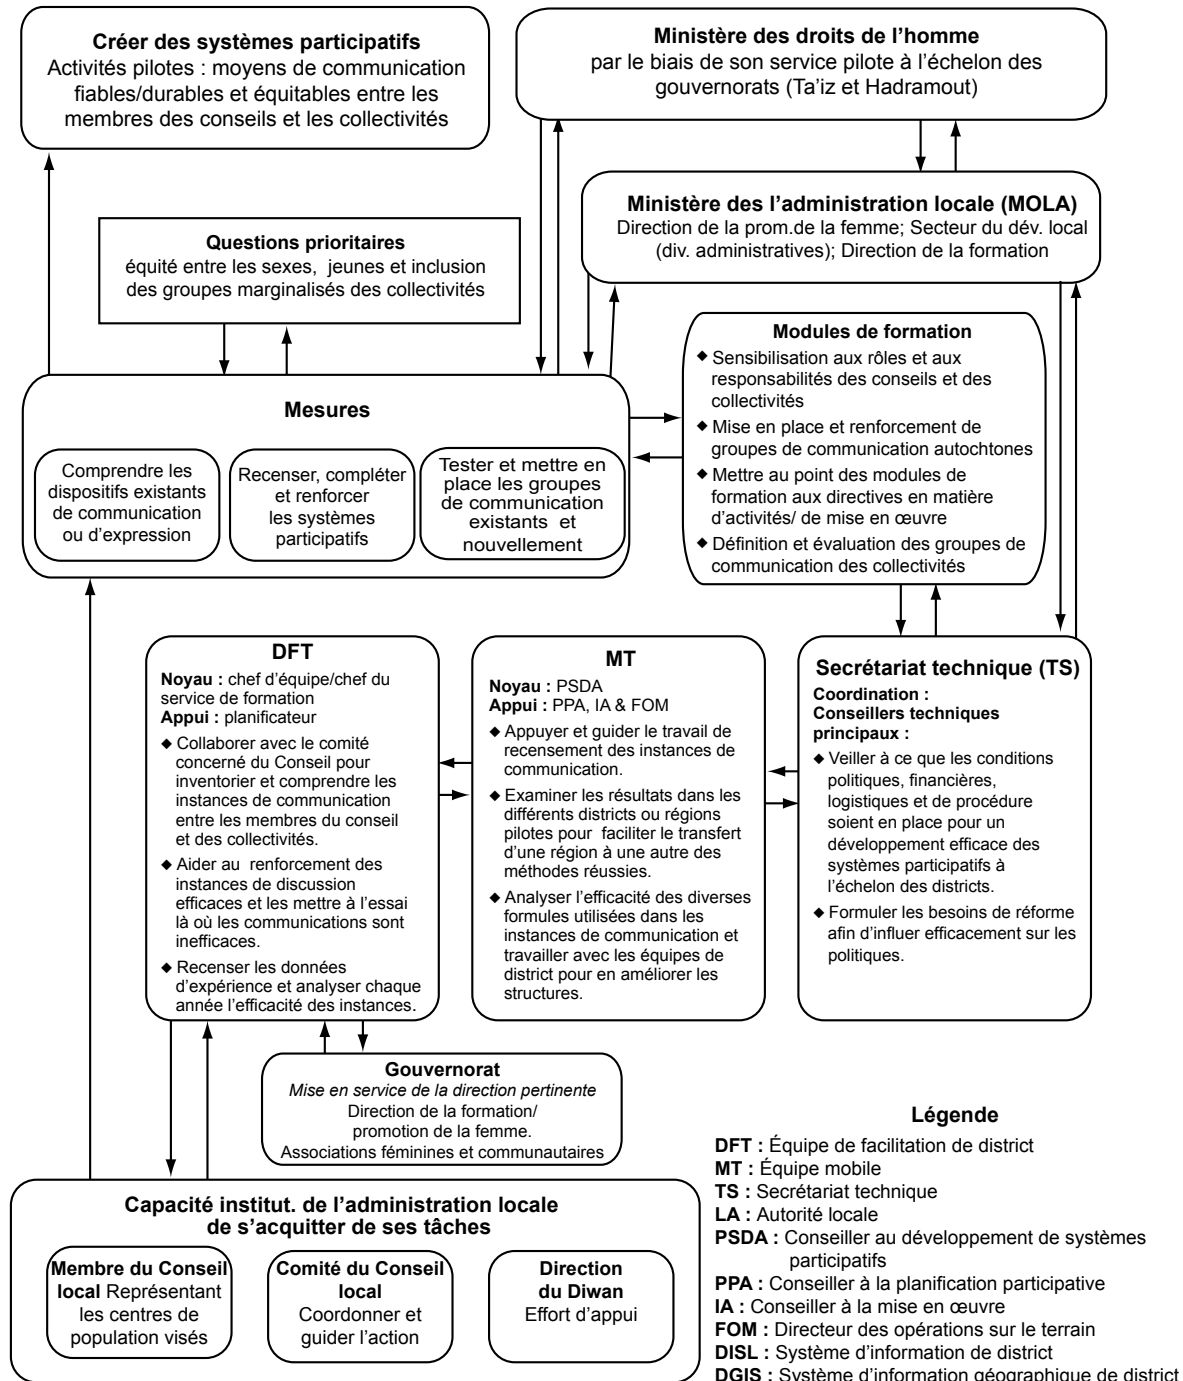 Créer des systèmes participatifs
Activités pilotes : moyens de communication
fiables/durables et équitables entre les
membres des conseils et les collectivités
Ministère des droits de l’homme
par le biais de son service pilote à l’échelon des
gouvernorats (Ta’iz et Hadramout)
Ministère des l’administration locale (MOLA)
Direction de la prom.de la femme; Secteur du dév. local
(div. administratives); Direction de la formation
Questions prioritaires
équité entre les sexes, jeunes et inclusion
des groupes marginalisés des collectivités
Mesures
Comprendre les
dispositifs existants
de communication
ou d’expression
Recenser, compléter
et renforcer
les systèmes
participatifs
Tester et mettre en
place les groupes
de communication
existants et
nouvellement
Modules de formation
◆ Sensibilisation aux rôles et aux
responsabilités des conseils et des
collectivités
◆ Mise en place et renforcement de
groupes de communication autochtones
◆ Mettre au point des modules de
formation aux directives en matière
d’activités/ de mise en œuvre
◆ Définition et évaluation des groupes de
communication des collectivités
DFT
Noyau : chef d’équipe/chef du
service de formation
Appui : planificateur
◆ Collaborer avec le comité
concerné du Conseil pour
inventorier et comprendre les
instances de communication
entre les membres du conseil
et des collectivités.
◆ Aider au renforcement des
instances de discussion
efficaces et les mettre à l’essai
là où les communications sont
inefficaces.
◆ Recenser les données
d’expérience et analyser chaque
année l’efficacité des instances.
MT
Noyau : PSDA
Appui : PPA, IA & FOM
◆ Appuyer et guider le travail de
recensement des instances de
communication.
◆ Examiner les résultats dans les
différents districts ou régions
pilotes pour faciliter le transfert
d’une région à une autre des
méthodes réussies.
◆ Analyser l’efficacité des diverses
formules utilisées dans les
instances de communication et
travailler avec les équipes de
district pour en améliorer les
structures.
Secrétariat technique (TS)
Coordination :
Conseillers techniques
principaux :
◆ Veiller à ce que les conditions
politiques, financières,
logistiques et de procédure
soient en place pour un
développement efficace des
systèmes participatifs à
l’échelon des districts.
◆ Formuler les besoins de réforme
afin d’influer efficacement sur les
politiques.
Gouvernorat
Mise en service de la direction pertinente
Direction de la formation/
promotion de la femme.
Associations féminines et communautaires
Capacité institut. de l’administration locale
de s’acquitter de ses tâches
Membre du Conseil
local Représentant
les centres de
population visés
Comité du Conseil
local
Coordonner et
guider l’action
Direction
du Diwan
Effort d’appui
Légende
DFT : Équipe de facilitation de district
MT : Équipe mobile
TS : Secrétariat technique
LA : Autorité locale
PSDA : Conseiller au développement de systèmes
participatifs
PPA : Conseiller à la planification participative
IA : Conseiller à la mise en œuvre
FOM : Directeur des opérations sur le terrain
DISL : Système d’information de district
DGIS : Système d’information géographique de district